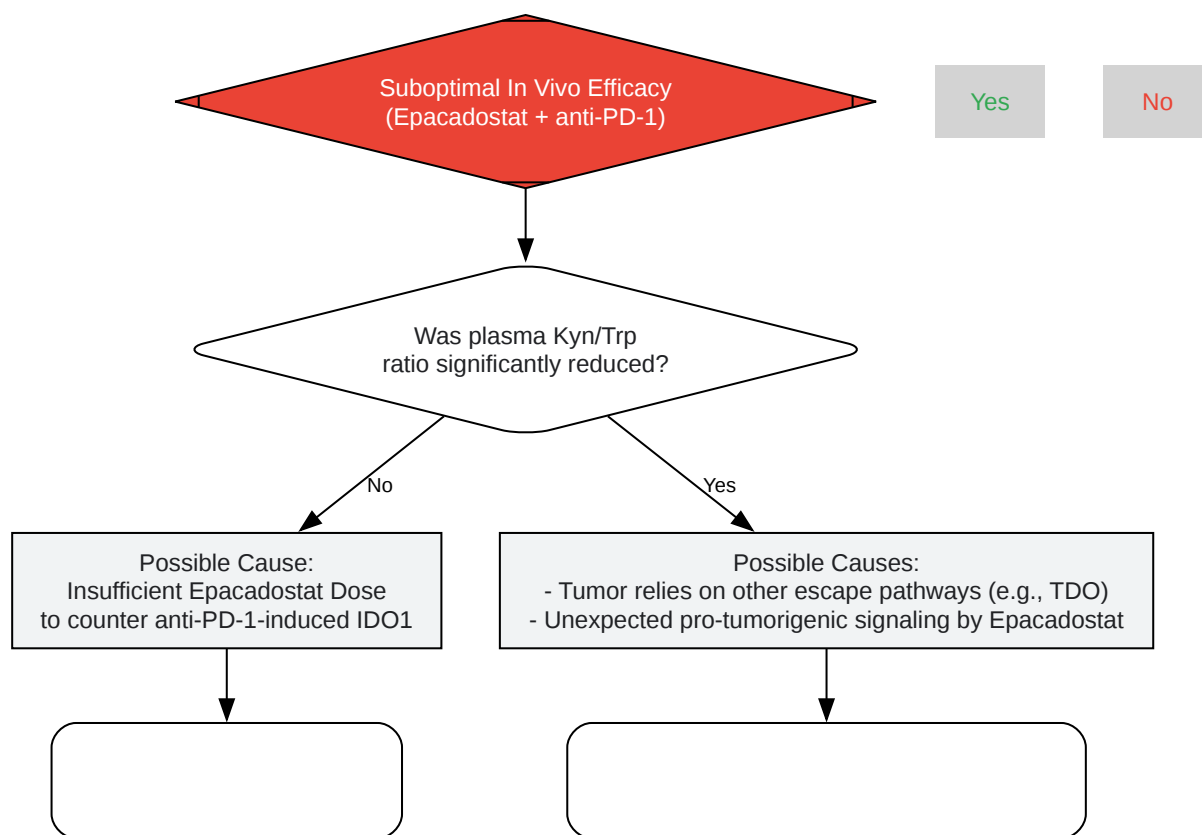 Suboptimal In Vivo Efficacy
(Epacadostat + anti-PD-1)
Yes
No
Was plasma Kyn/Trp
ratio significantly reduced?
No
Yes
Possible Cause:
Insufficient Epacadostat Dose
to counter anti-PD-1-induced IDO1
Possible Causes:
- Tumor relies on other escape pathways (e.g., TDO)
- Unexpected pro-tumorigenic signaling by Epacadostat